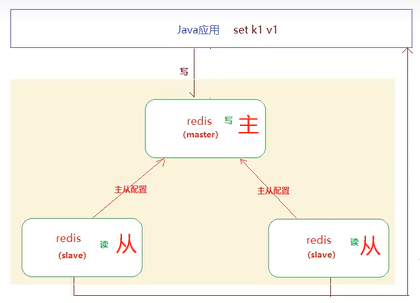 Java应用 set k1 v1
写
redis 写 主
(master)
主从配置 主从配置
redis 读 从
(slave)
redis 读 从
(slave)